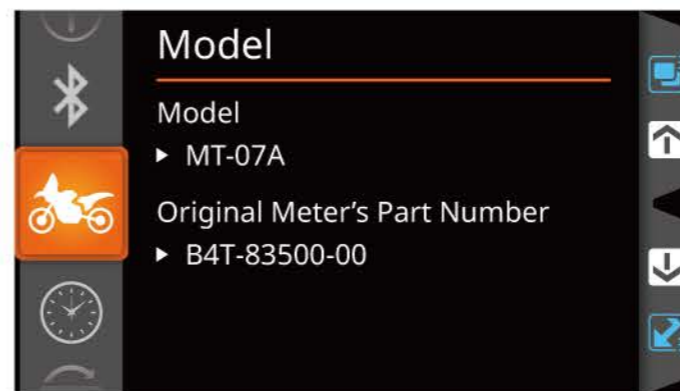 Model
Model
▶ MT-07A
Original Meter's Part Number
▶ B4T-83500-00